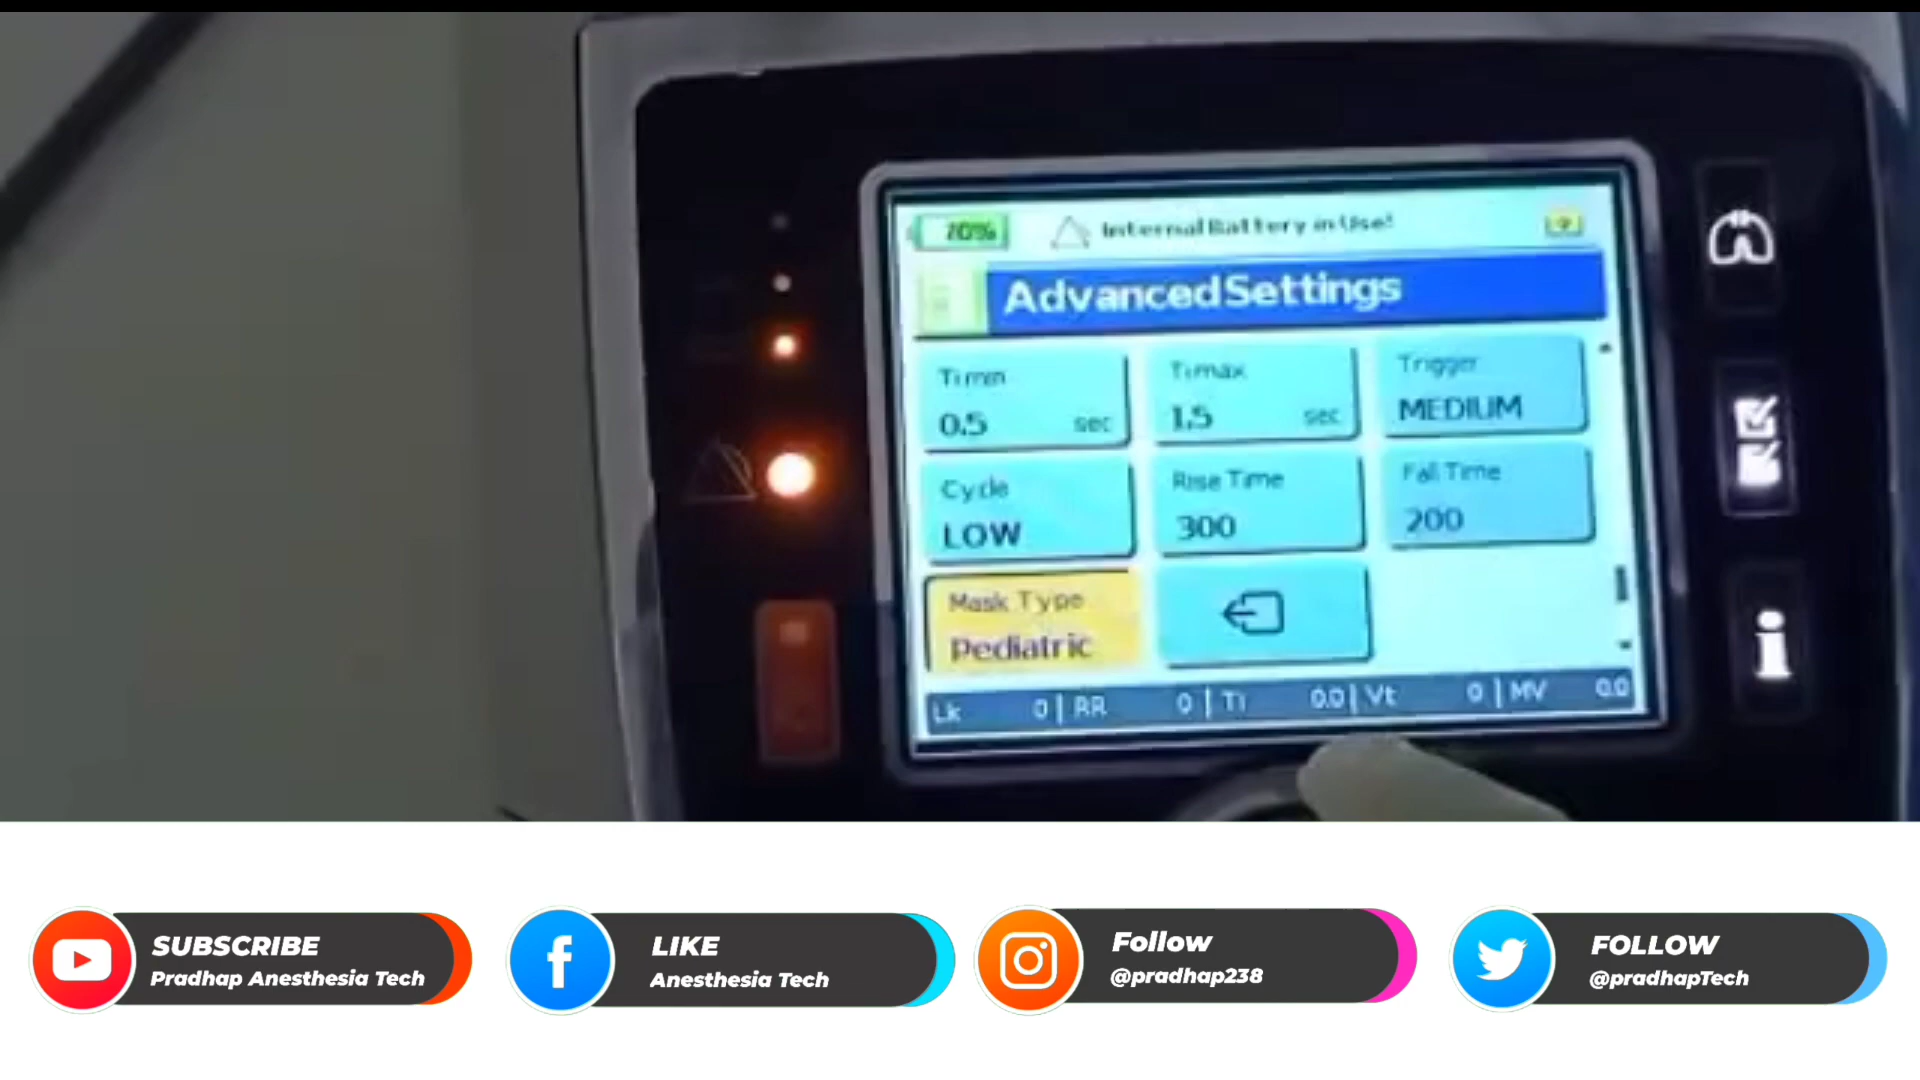 70% Internal Battery in Use!
Advanced Settings
Timin Timax Trigger
0.5 sec 1.5 sec MEDIUM
Cycle Rise Time Fall Time
LOW 300 200
Mask Type
Pediatric
Lk 0 | RR 0 | Ti 0.0 | Vt 0 | MV 0.0
SUBSCRIBE
Pradhap Anesthesia Tech
LIKE
Anesthesia Tech
Follow
@pradhap238
FOLLOW
@pradhapTech